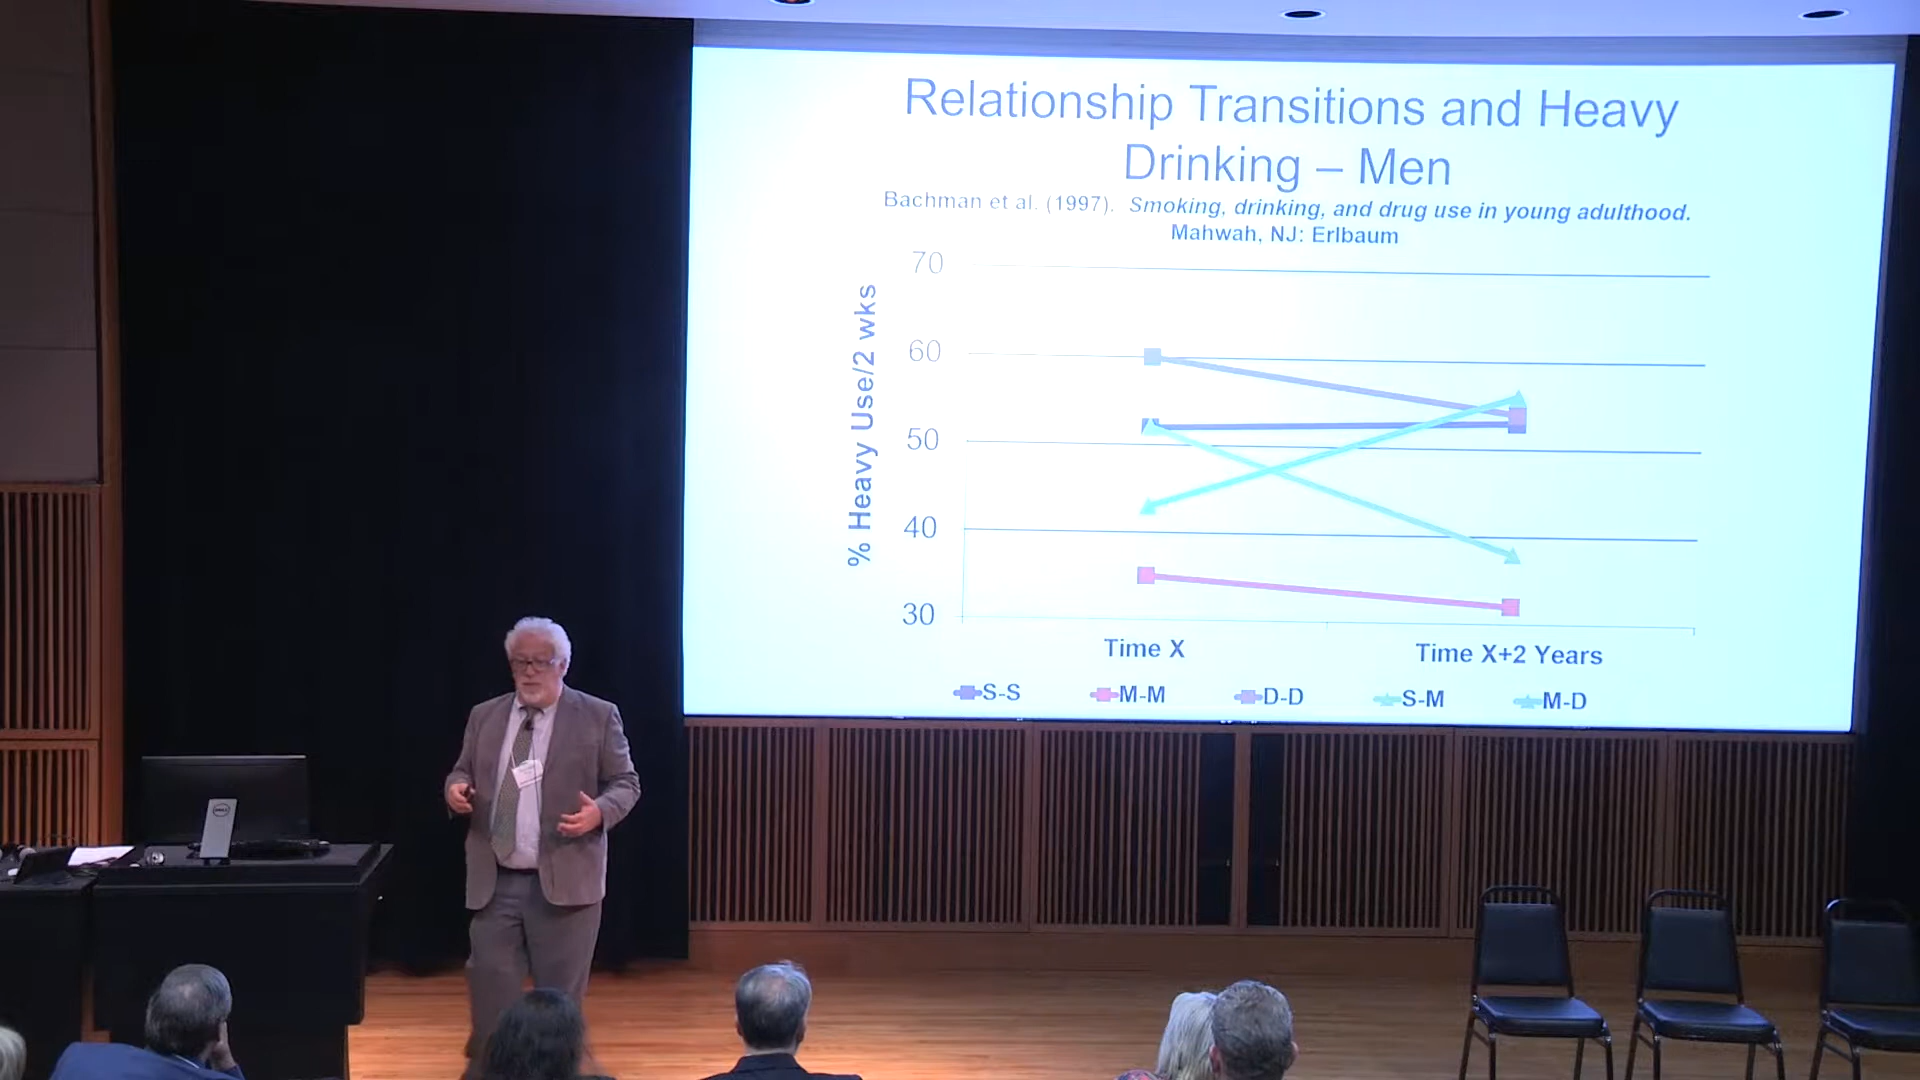 Relationship Transitions and Heavy
Drinking – Men
Bachman et al. (1997). Smoking, drinking, and drug use in young adulthood.
Mahwah, NJ: Erlbaum
% Heavy Use/2 wks
70
60
50
40
30
Time X
Time X+2 Years
S-S
M-M
D-D
S-M
M-D
DELL